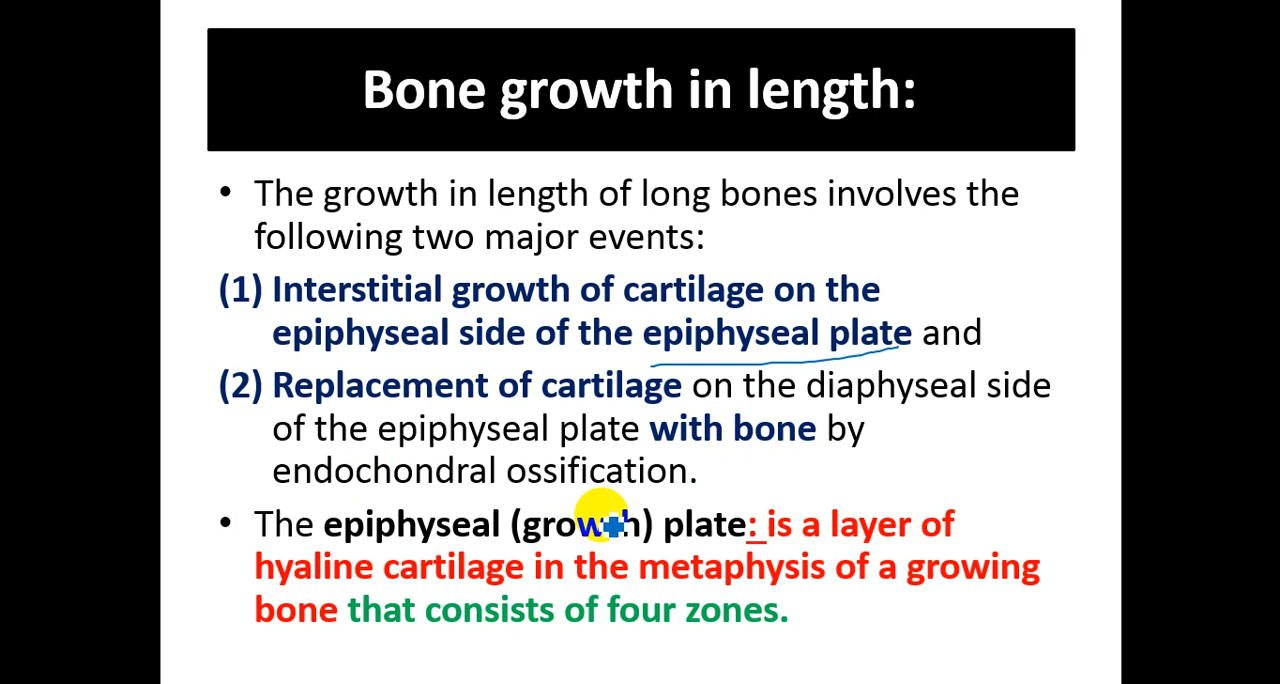 Bone growth in length:
• The growth in length of long bones involves the
following two major events:
(1) Interstitial growth of cartilage on the
epiphyseal side of the epiphyseal plate and
(2) Replacement of cartilage on the diaphyseal side
of the epiphyseal plate with bone by
endochondral ossification.
• The epiphyseal (growth) plate: is a layer of
hyaline cartilage in the metaphysis of a growing
bone that consists of four zones.